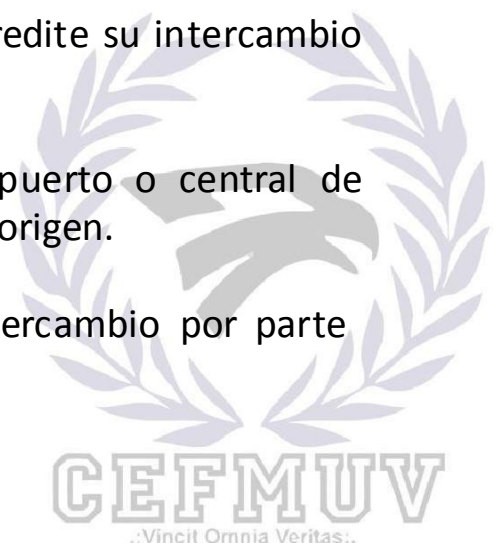 redite su intercambio
puerto o central de
origen.
ercambio por parte
CEFMUV
.:Vincit Omnia Veritas:.